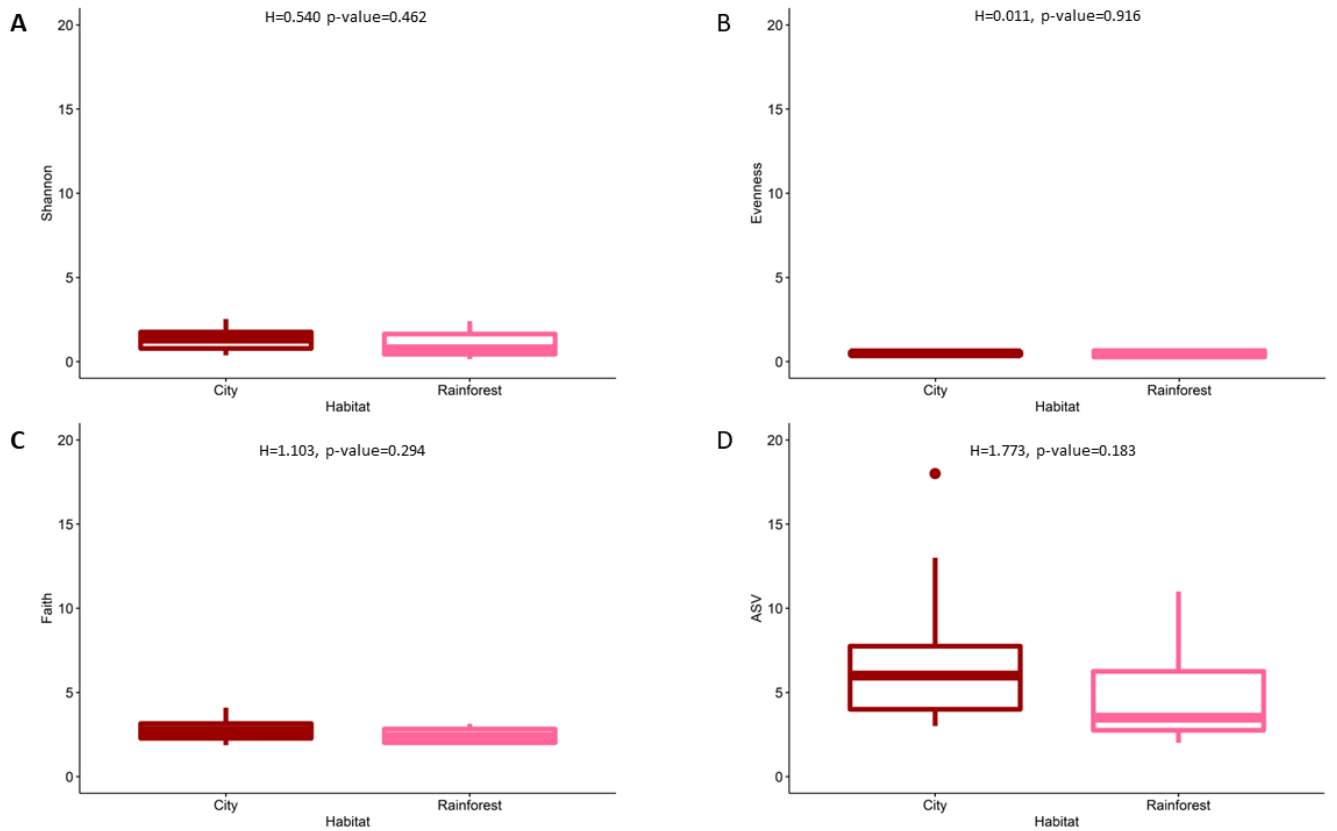 A
H=0.540 p-value=0.462
Shannon
20
15
10
5
0
City
Rainforest
Habitat
B
H=0.011, p-value=0.916
Evenness
20
15
10
5
0
City
Rainforest
Habitat
C
H=1.103, p-value=0.294
Faith
20
15
10
5
0
City
Rainforest
Habitat
D
H=1.773, p-value=0.183
ASV
20
15
10
5
0
City
Rainforest
Habitat